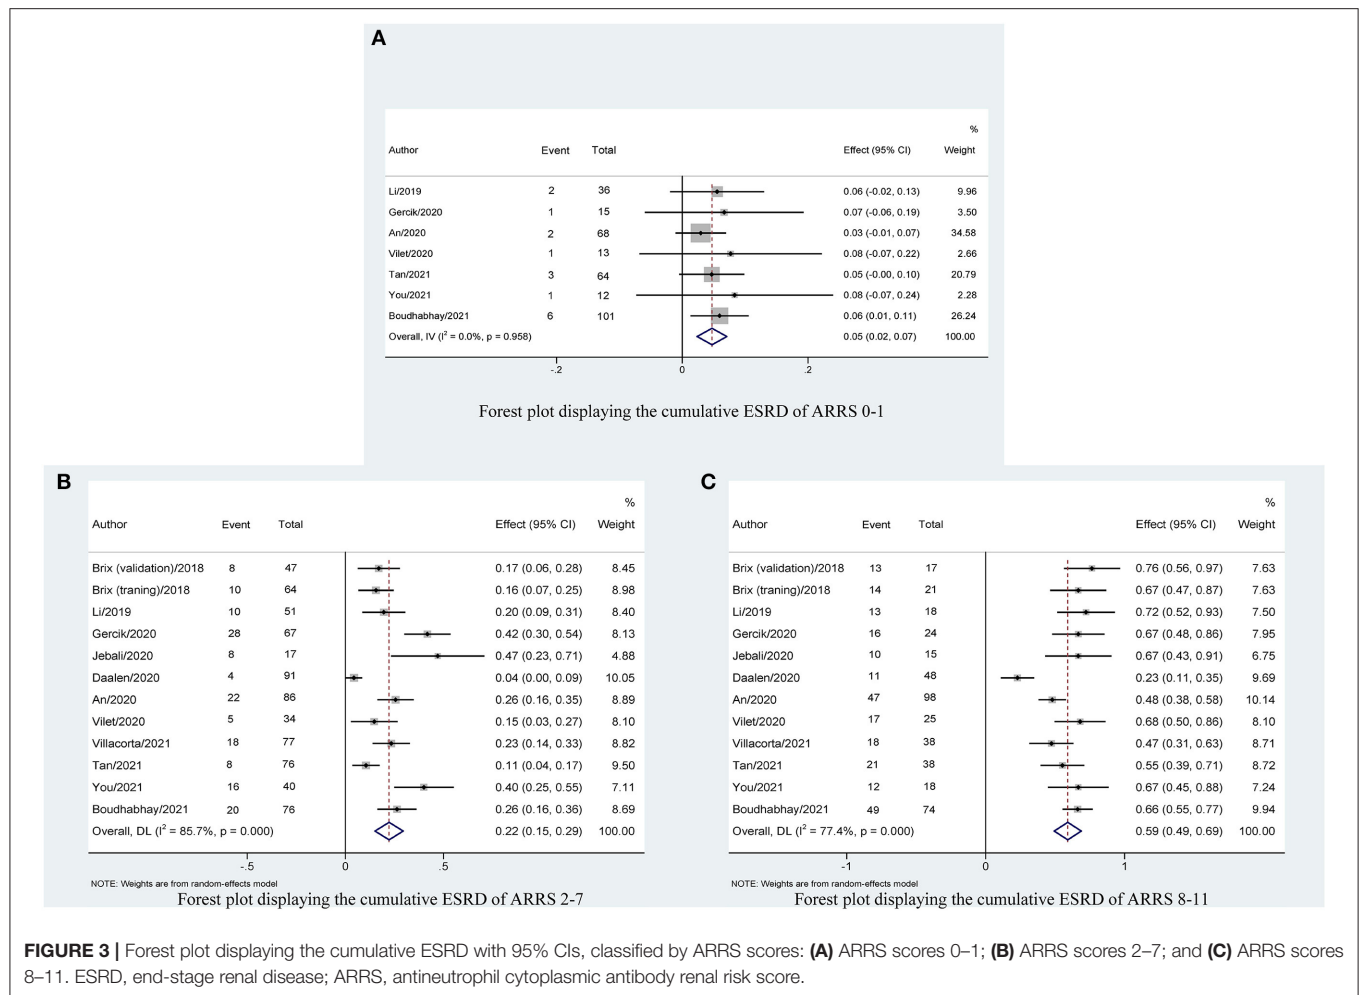 A
%
Author Event Total Effect (95% CI) Weight
Li/2019 2 36 0.06 (-0.02, 0.13) 9.96
Gercik/2020 1 15 0.07 (-0.06, 0.19) 3.50
An/2020 2 68 0.03 (-0.01, 0.07) 34.58
Vilet/2020 1 13 0.08 (-0.07, 0.22) 2.66
Tan/2021 3 64 0.05 (-0.00, 0.10) 20.79
You/2021 1 12 0.08 (-0.07, 0.24) 2.28
Boudhabhay/2021 6 101 0.06 (0.01, 0.11) 26.24
Overall, IV (I² = 0.0%, p = 0.958) 0.05 (0.02, 0.07) 100.00
-.2 0 .2
Forest plot displaying the cumulative ESRD of ARRS 0-1
B
%
Author Event Total Effect (95% CI) Weight
Brix (validation)/2018 8 47 0.17 (0.06, 0.28) 8.45
Brix (traning)/2018 10 64 0.16 (0.07, 0.25) 8.98
Li/2019 10 51 0.20 (0.09, 0.31) 8.40
Gercik/2020 28 67 0.42 (0.30, 0.54) 8.13
Jebali/2020 8 17 0.47 (0.23, 0.71) 4.88
Daalen/2020 4 91 0.04 (0.00, 0.09) 10.05
An/2020 22 86 0.26 (0.16, 0.35) 8.89
Vilet/2020 5 34 0.15 (0.03, 0.27) 8.10
Villacorta/2021 18 77 0.23 (0.14, 0.33) 8.82
Tan/2021 8 76 0.11 (0.04, 0.17) 9.50
You/2021 16 40 0.40 (0.25, 0.55) 7.11
Boudhabhay/2021 20 76 0.26 (0.16, 0.36) 8.69
Overall, DL (I² = 85.7%, p = 0.000) 0.22 (0.15, 0.29) 100.00
-.5 0 .5
NOTE: Weights are from random-effects model
Forest plot displaying the cumulative ESRD of ARRS 2-7
C
%
Author Event Total Effect (95% CI) Weight
Brix (validation)/2018 13 17 0.76 (0.56, 0.97) 7.63
Brix (traning)/2018 14 21 0.67 (0.47, 0.87) 7.63
Li/2019 13 18 0.72 (0.52, 0.93) 7.50
Gercik/2020 16 24 0.67 (0.48, 0.86) 7.95
Jebali/2020 10 15 0.67 (0.43, 0.91) 6.75
Daalen/2020 11 48 0.23 (0.11, 0.35) 9.69
An/2020 47 98 0.48 (0.38, 0.58) 10.14
Vilet/2020 17 25 0.68 (0.50, 0.86) 8.10
Villacorta/2021 18 38 0.47 (0.31, 0.63) 8.71
Tan/2021 21 38 0.55 (0.39, 0.71) 8.72
You/2021 12 18 0.67 (0.45, 0.88) 7.24
Boudhabhay/2021 49 74 0.66 (0.55, 0.77) 9.94
Overall, DL (I² = 77.4%, p = 0.000) 0.59 (0.49, 0.69) 100.00
-1 0 1
NOTE: Weights are from random-effects model
Forest plot displaying the cumulative ESRD of ARRS 8-11
FIGURE 3 | Forest plot displaying the cumulative ESRD with 95% CIs, classified by ARRS scores: (A) ARRS scores 0–1; (B) ARRS scores 2–7; and (C) ARRS scores
8–11. ESRD, end-stage renal disease; ARRS, antineutrophil cytoplasmic antibody renal risk score.